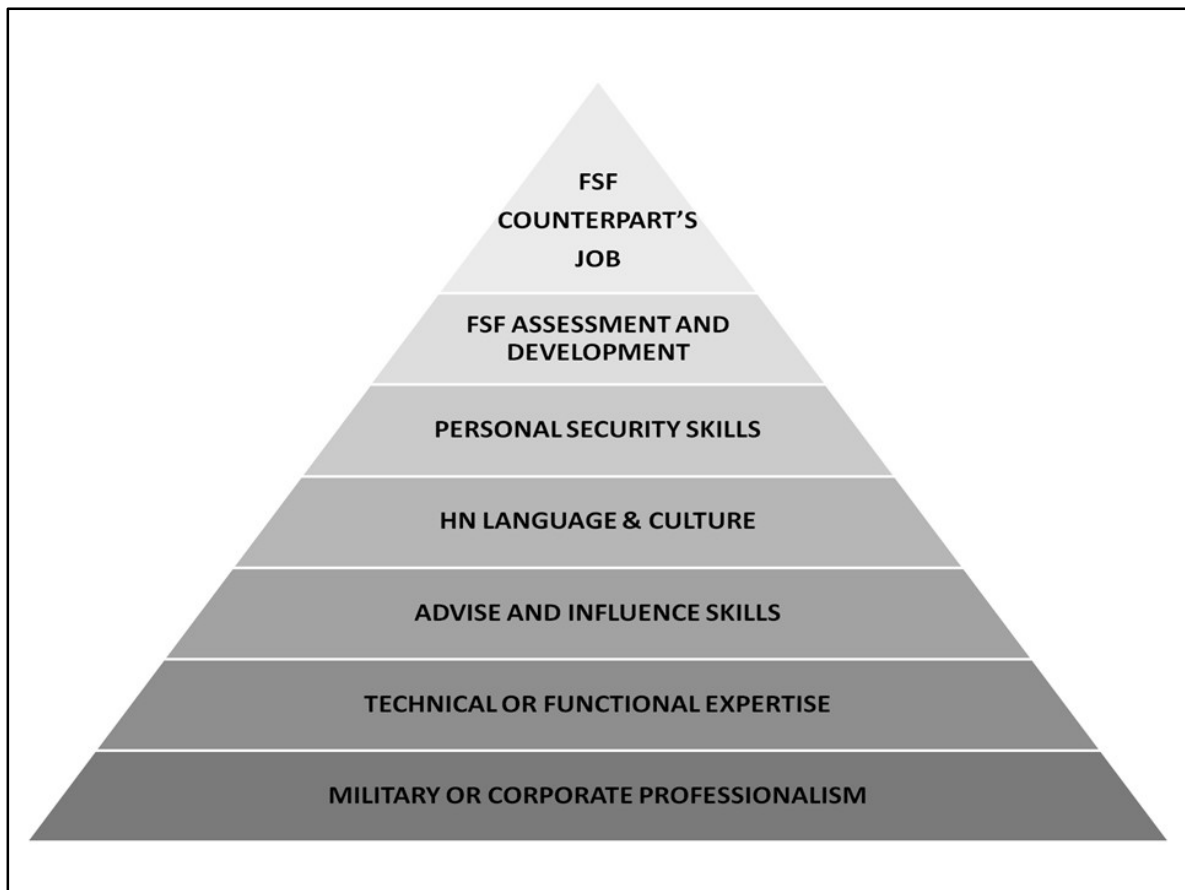 FSF
COUNTERPART'S
JOB
FSF ASSESSMENT AND
DEVELOPMENT
PERSONAL SECURITY SKILLS
HN LANGUAGE & CULTURE
ADVISE AND INFLUENCE SKILLS
TECHNICAL OR FUNCTIONAL EXPERTISE
MILITARY OR CORPORATE PROFESSIONALISM